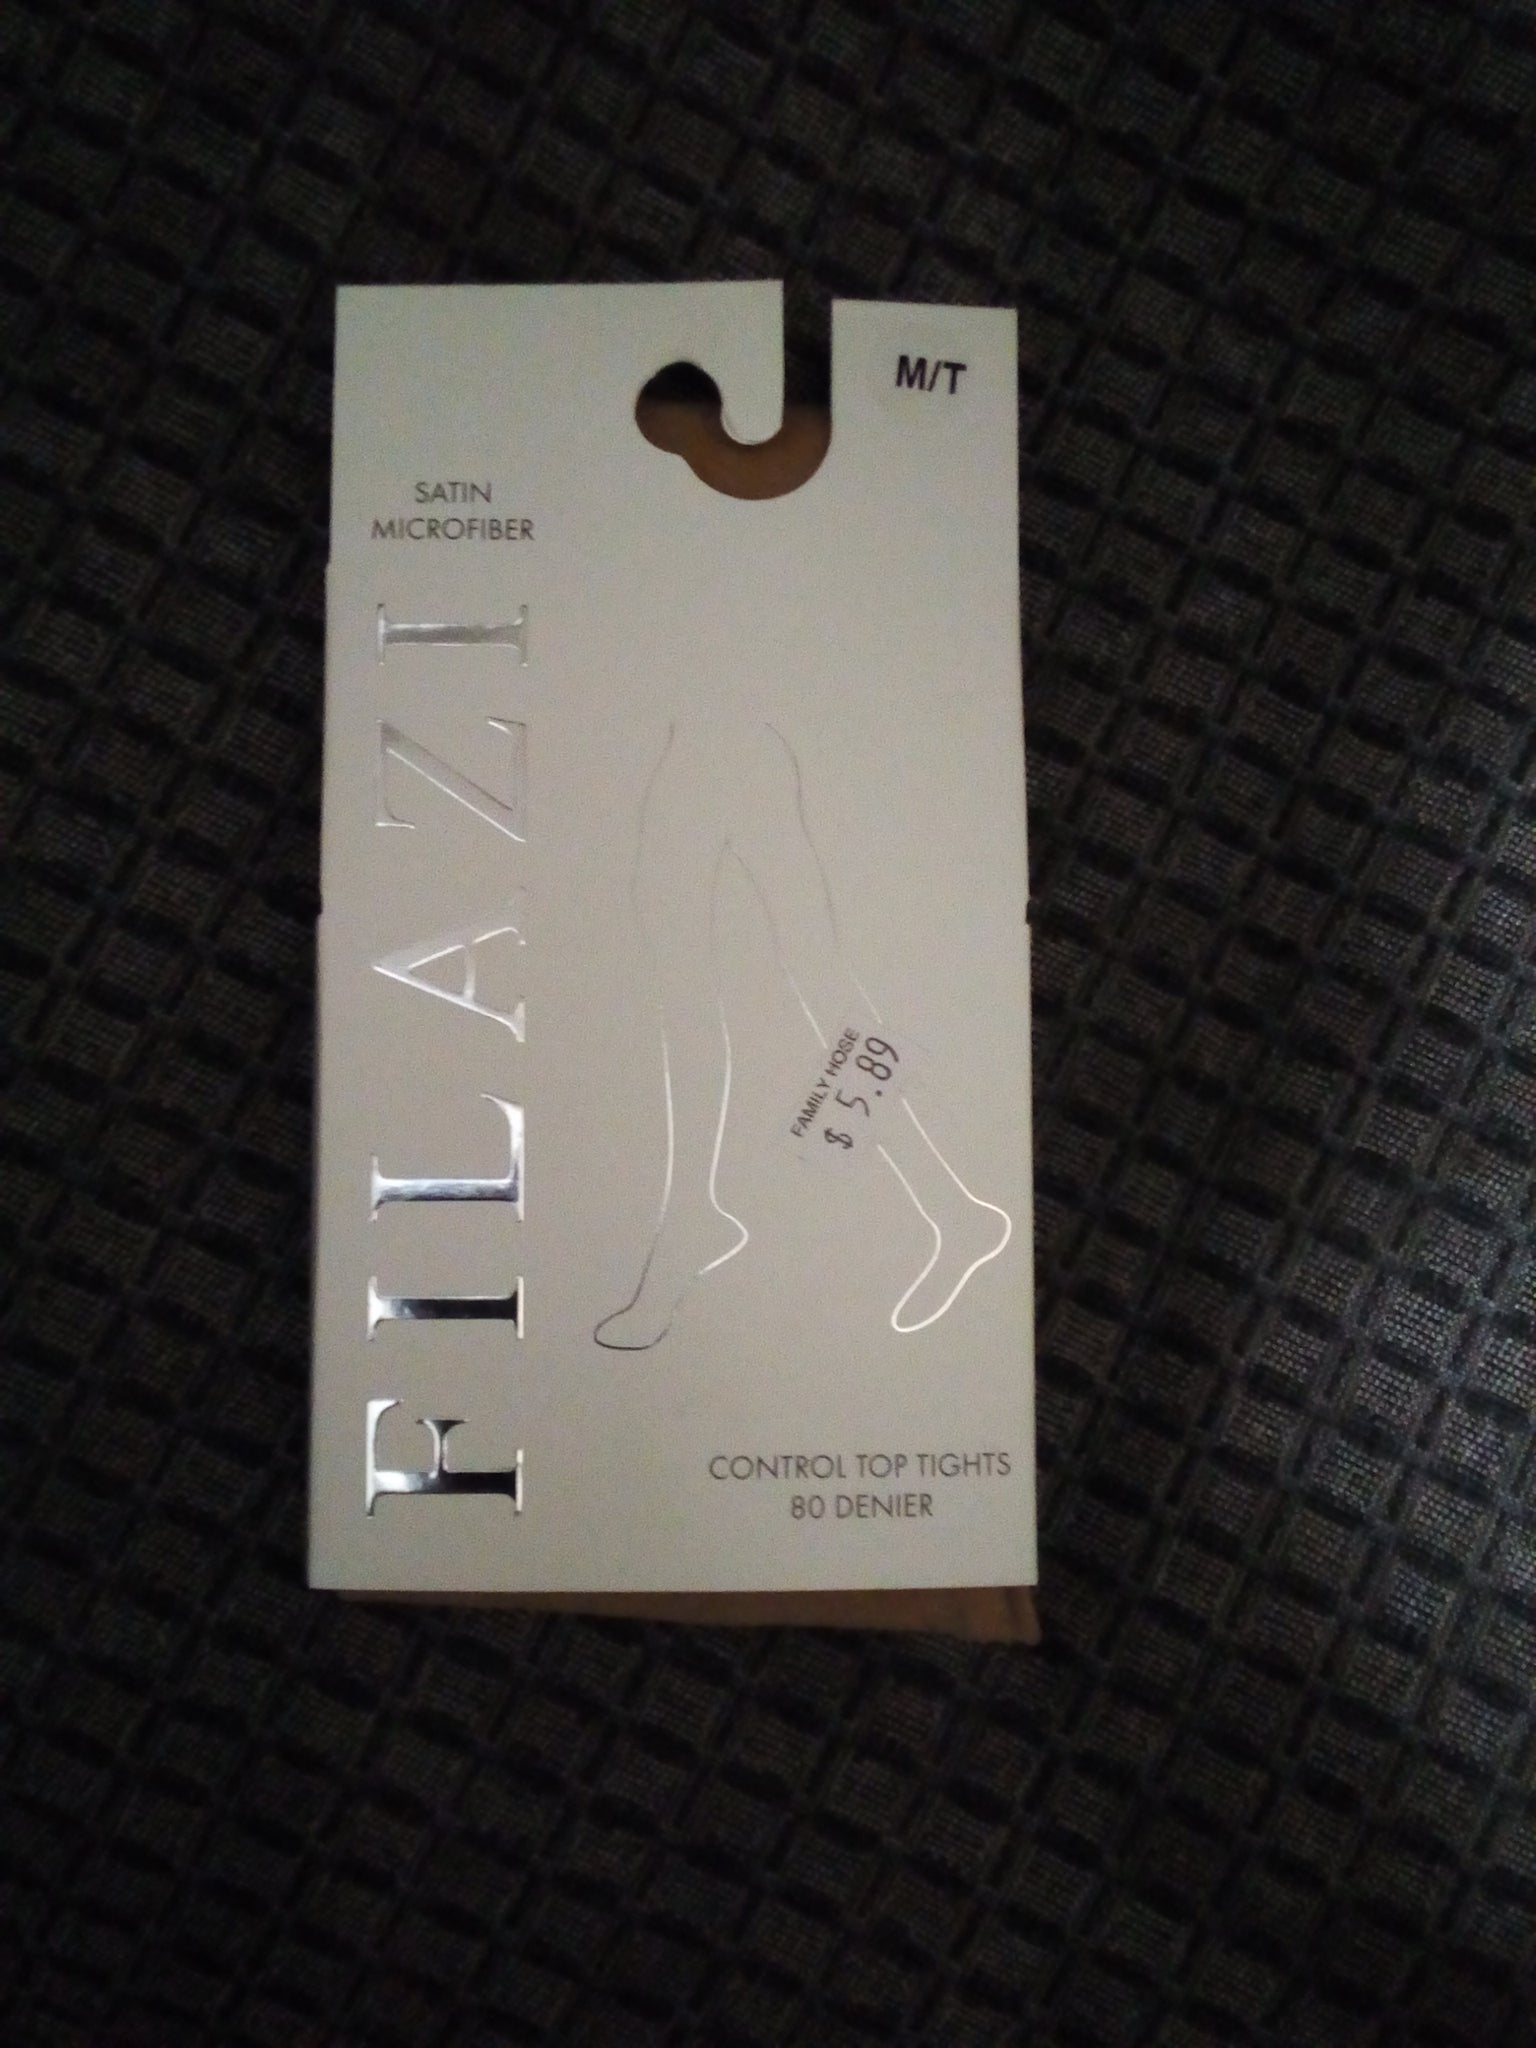 M/T
SATIN
MICROFIBER
FILAZI
FAMILY HOSE
$ 5.89
CONTROL TOP TIGHTS
80 DENIER